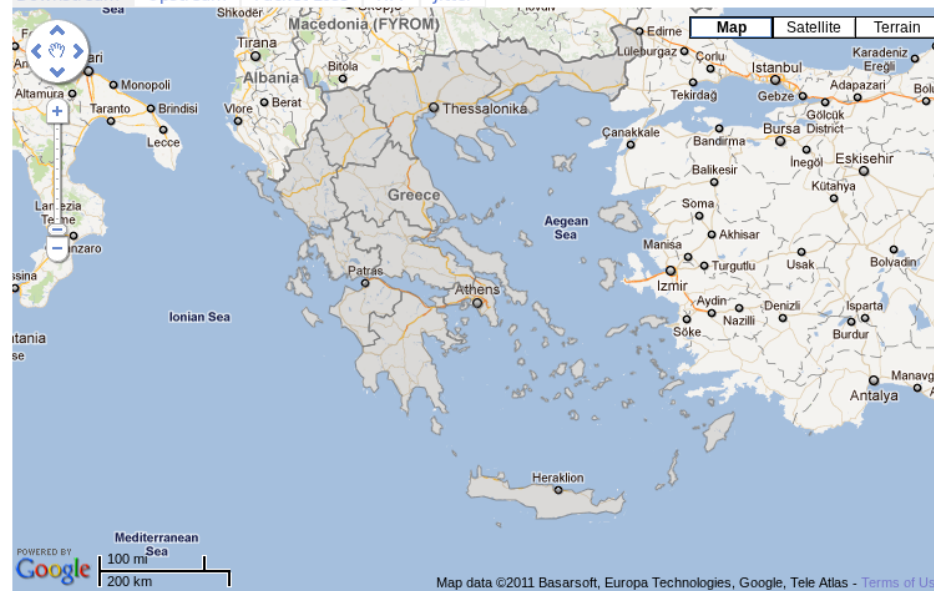 Sea
Shkodër
Macedonia (FYROM)
Edirne
Map
Satellite
Terrain
Tirana
Lüleburgaz
Çorlu
Istanbul
Karadeniz
Ereğli
Bitola
Monopoli
Albania
Altamura
Tekirdağ
Gebze
Adapazari
Bolu
Taranto
Brindisi
Vlore
Berat
Thessalonika
Gölcük
District
Lecce
Çanakkale
Bandirma
Bursa
Inegöl
Eskisehir
Balikesir
Kütahya
Greece
Soma
Aegean
Sea
Akhisar
Manisa
Turgutlu
Usak
Bolvadin
Patras
Athens
Izmir
Aydin
Nazilli
Denizli
Isparta
Ionian Sea
Söke
Burdur
Manavg
Antalya
Heraklion
Mediterranean
Sea
POWERED BY
Google
100 mi
200 km
Map data ©2011 Basarsoft, Europa Technologies, Google, Tele Atlas - Terms of Us